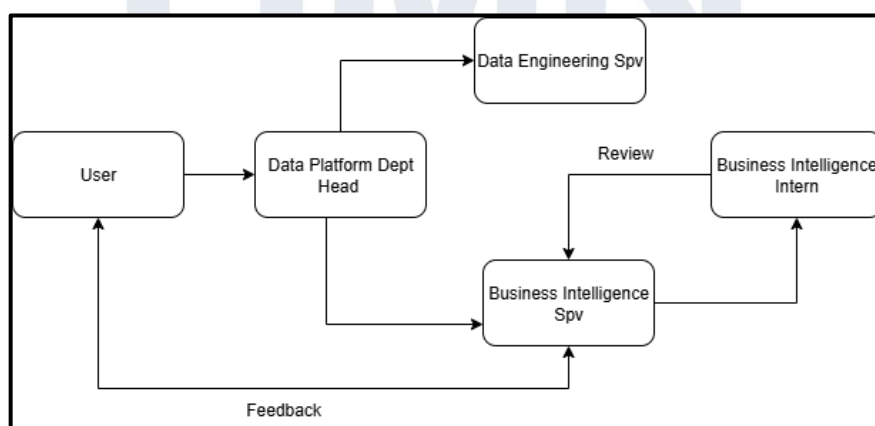 Data Engineering Spv
User
Data Platform Dept
Head
Review
Business Intelligence
Intern
Business Intelligence
Spv
Feedback